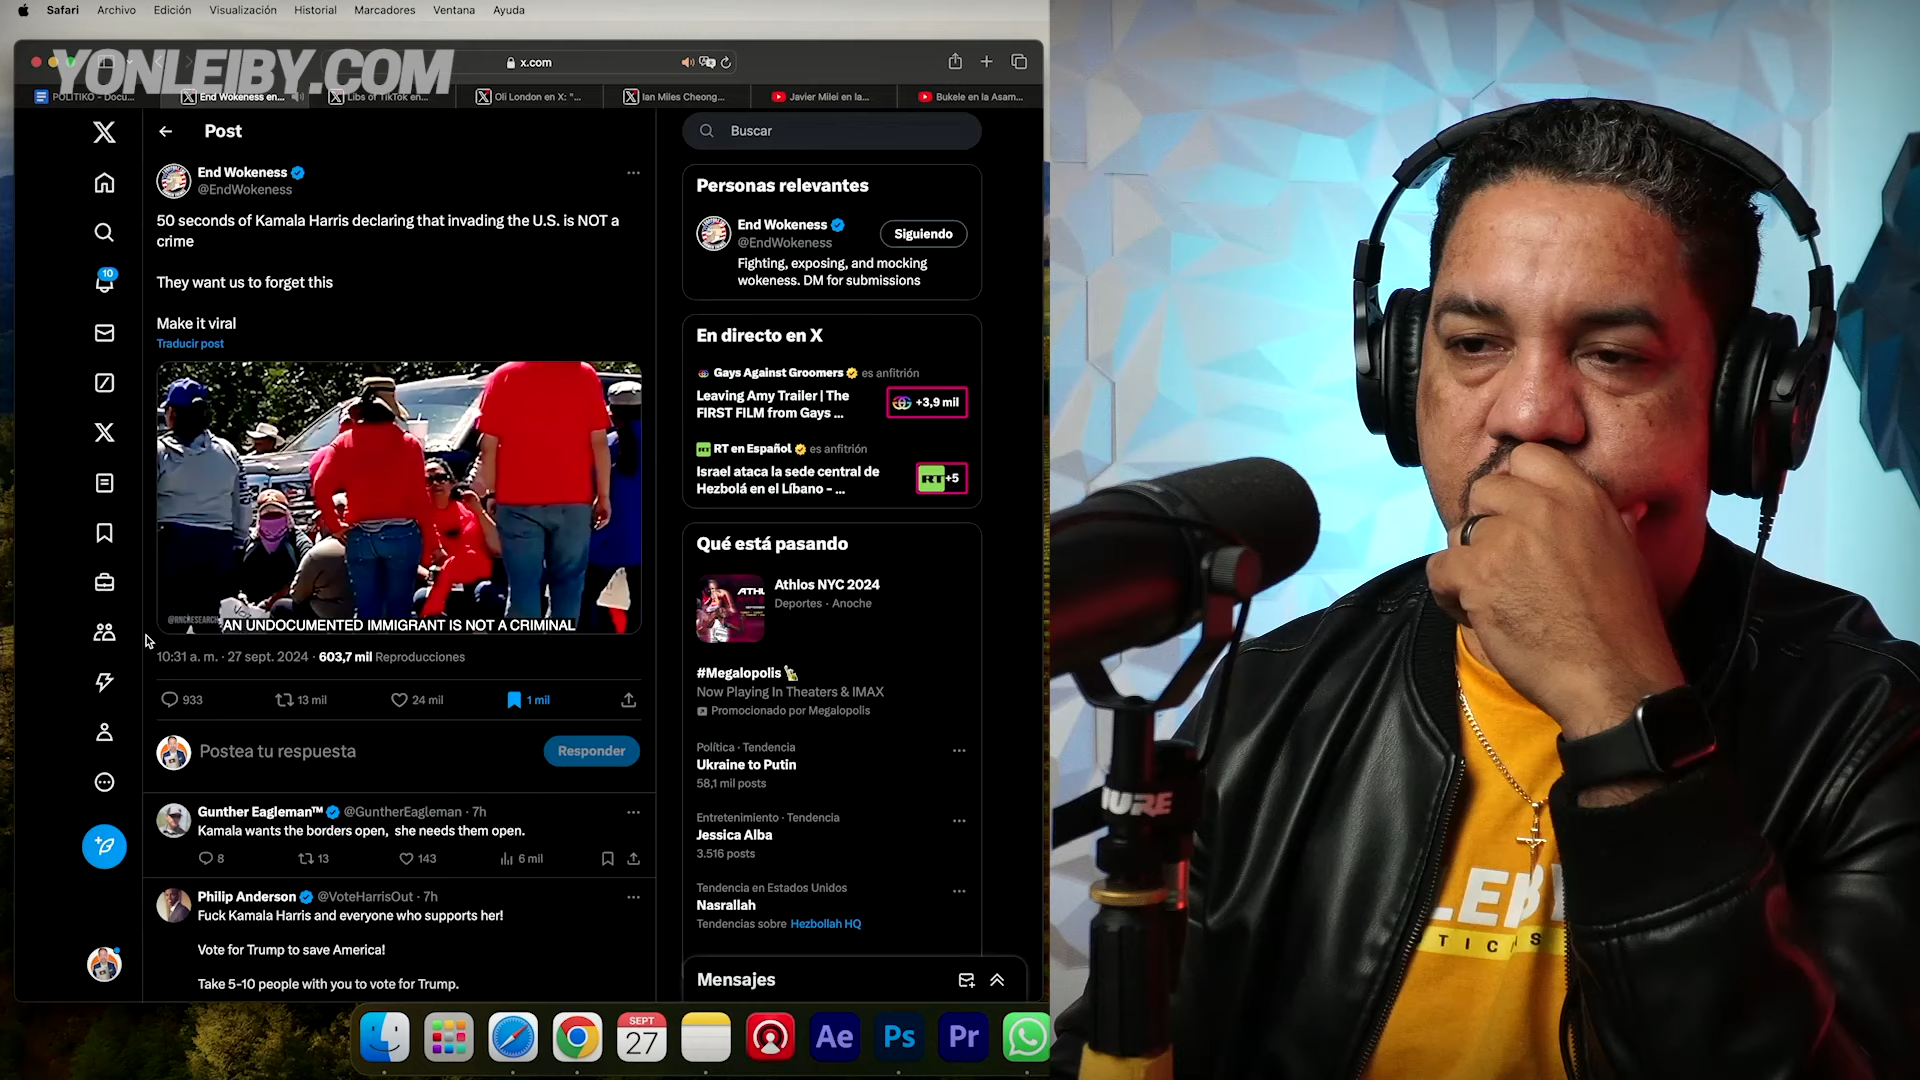 Safari Archivo Edición Visualización Historial Marcadores Ventana Ayuda
YONLEIBY.COM
x.com
POLITIKO - Docu...
End Wokeness en...
Libs of TikTok en...
Oli London en X: "...
Ian Miles Cheong...
Javier Milei en la...
Bukele en la Asam...
Post
End Wokeness
@EndWokeness
50 seconds of Kamala Harris declaring that invading the U.S. is NOT a
crime
They want us to forget this
Make it viral
Traducir post
@RNCRESEARCH
AN UNDOCUMENTED IMMIGRANT IS NOT A CRIMINAL
10:31 a. m. · 27 sept. 2024 · 603,7 mil Reproducciones
933 13 mil 24 mil 1 mil
10
Postea tu respuesta
Responder
Gunther Eagleman™ @GuntherEagleman · 7h
Kamala wants the borders open, she needs them open.
8 13 143 6 mil
Philip Anderson @VoteHarrisOut · 7h
Fuck Kamala Harris and everyone who supports her!
Vote for Trump to save America!
Take 5-10 people with you to vote for Trump.
Buscar
Personas relevantes
End Wokeness
@EndWokeness
Siguiendo
Fighting, exposing, and mocking
wokeness. DM for submissions
En directo en X
Gays Against Groomers es anfitrión
Leaving Amy Trailer | The
FIRST FILM from Gays ...
+3,9 mil
RT en Español es anfitrión
Israel ataca la sede central de
Hezbolá en el Líbano - ...
RT +5
Qué está pasando
Athlos NYC 2024
Deportes · Anoche
#Megalopolis
Now Playing In Theaters & IMAX
Promocionado por Megalopolis
Política · Tendencia
Ukraine to Putin
58,1 mil posts
Entretenimiento · Tendencia
Jessica Alba
3.516 posts
Tendencia en Estados Unidos
Nasrallah
Tendencias sobre Hezbollah HQ
Mensajes
SEPT
27
Ae
Ps
Pr
URE
LEIBY
TICS